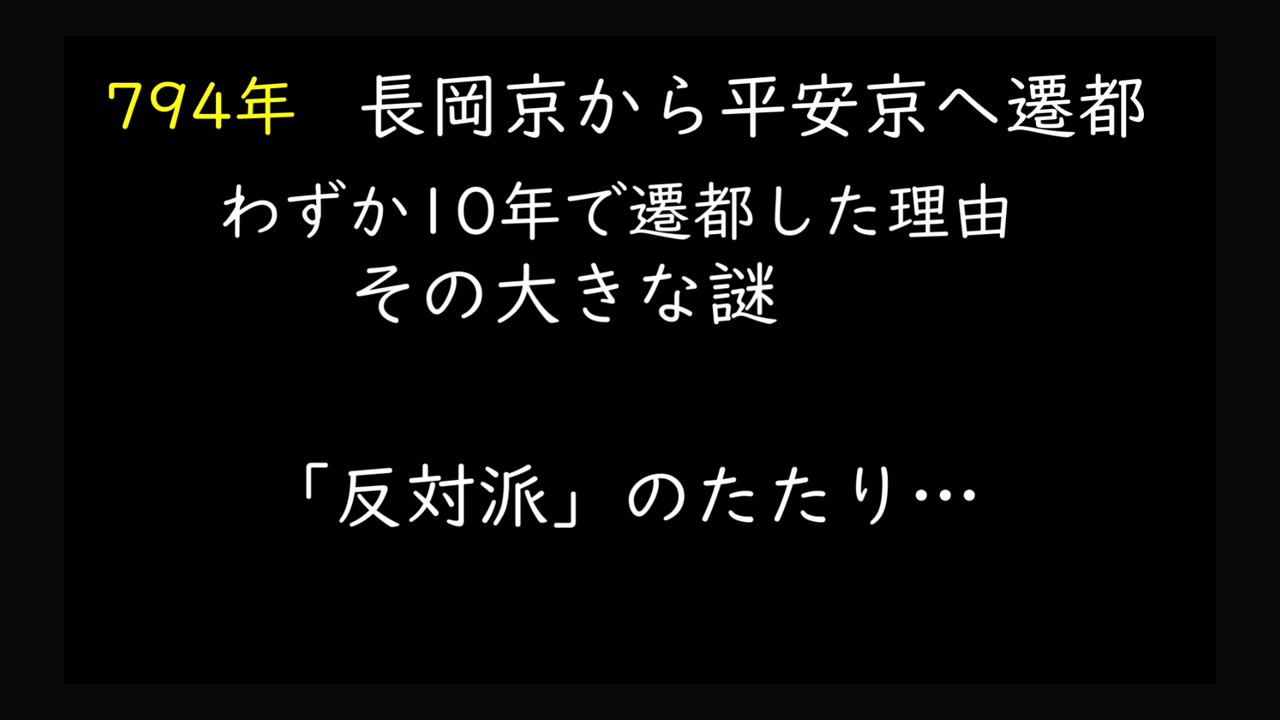 794年　長岡京から平安京へ遷都
わずか10年で遷都した理由
その大きな謎
「反対派」のたたり…